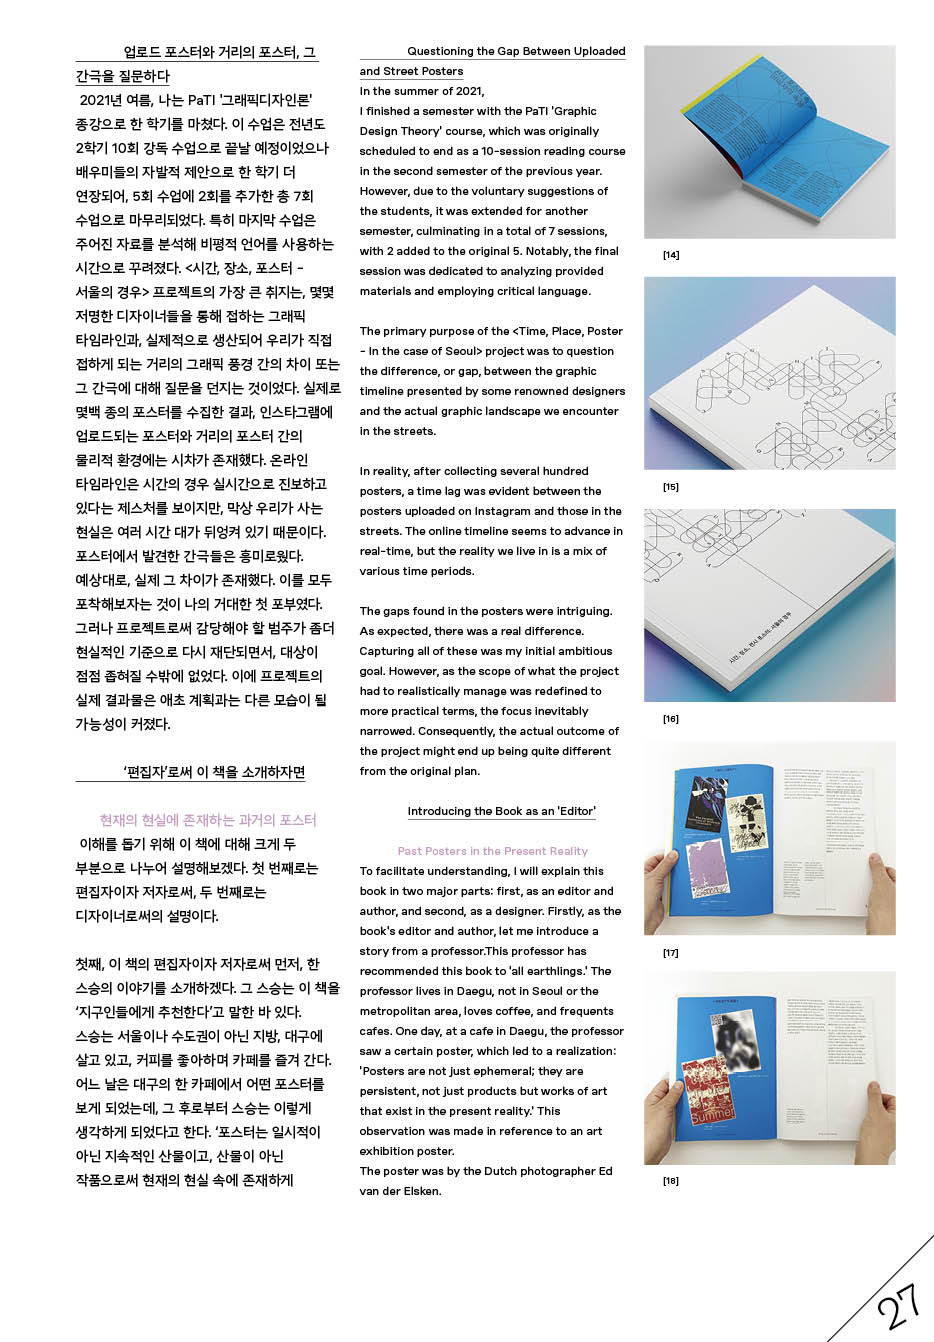 업로드 포스터와 거리의 포스터, 그
간극을 질문하다
2021년 여름, 나는 PaTI '그래픽디자인론'
종강으로 한 학기를 마쳤다. 이 수업은 전년도
2학기 10회 강독 수업으로 끝날 예정이었으나
배우미들의 자발적 제안으로 한 학기 더
연장되어, 5회 수업에 2회를 추가한 총 7회
수업으로 마무리되었다. 특히 마지막 수업은
주어진 자료를 분석해 비평적 언어를 사용하는
시간으로 꾸려졌다. <시간, 장소, 포스터 -
서울의 경우> 프로젝트의 가장 큰 취지는, 몇몇
저명한 디자이너들을 통해 접하는 그래픽
타임라인과, 실제적으로 생산되어 우리가 직접
접하게 되는 거리의 그래픽 풍경 간의 차이 또는
그 간극에 대해 질문을 던지는 것이었다. 실제로
몇백 종의 포스터를 수집한 결과, 인스타그램에
업로드되는 포스터와 거리의 포스터 간의
물리적 환경에는 시차가 존재했다. 온라인
타임라인은 시간의 경우 실시간으로 진보하고
있다는 제스처를 보이지만, 막상 우리가 사는
현실은 여러 시간 대가 뒤엉켜 있기 때문이다.
포스터에서 발견한 간극들은 흥미로웠다.
예상대로, 실제 그 차이가 존재했다. 이를 모두
포착해보자는 것이 나의 거대한 첫 포부였다.
그러나 프로젝트로써 감당해야 할 범주가 좀더
현실적인 기준으로 다시 재단되면서, 대상이
점점 좁혀질 수밖에 없었다. 이에 프로젝트의
실제 결과물은 애초 계획과는 다른 모습이 될
가능성이 커졌다.
‘편집자’로써 이 책을 소개하자면
현재의 현실에 존재하는 과거의 포스터
이해를 돕기 위해 이 책에 대해 크게 두
부분으로 나누어 설명해보겠다. 첫 번째로는
편집자이자 저자로써, 두 번째로는
디자이너로써의 설명이다.
첫째, 이 책의 편집자이자 저자로써 먼저, 한
스승의 이야기를 소개하겠다. 그 스승는 이 책을
‘지구인들에게 추천한다’고 말한 바 있다.
스승는 서울이나 수도권이 아닌 지방, 대구에
살고 있고, 커피를 좋아하며 카페를 즐겨 간다.
어느 날은 대구의 한 카페에서 어떤 포스터를
보게 되었는데, 그 후로부터 스승는 이렇게
생각하게 되었다고 한다. ‘포스터는 일시적이
아닌 지속적인 산물이고, 산물이 아닌
작품으로써 현재의 현실 속에 존재하게
Questioning the Gap Between Uploaded
and Street Posters
In the summer of 2021,
I finished a semester with the PaTI 'Graphic
Design Theory' course, which was originally
scheduled to end as a 10-session reading course
in the second semester of the previous year.
However, due to the voluntary suggestions of
the students, it was extended for another
semester, culminating in a total of 7 sessions,
with 2 added to the original 5. Notably, the final
session was dedicated to analyzing provided
materials and employing critical language.
The primary purpose of the <Time, Place, Poster
- In the case of Seoul> project was to question
the difference, or gap, between the graphic
timeline presented by some renowned designers
and the actual graphic landscape we encounter
in the streets.
In reality, after collecting several hundred
posters, a time lag was evident between the
posters uploaded on Instagram and those in the
streets. The online timeline seems to advance in
real-time, but the reality we live in is a mix of
various time periods.
The gaps found in the posters were intriguing.
As expected, there was a real difference.
Capturing all of these was my initial ambitious
goal. However, as the scope of what the project
had to realistically manage was redefined to
more practical terms, the focus inevitably
narrowed. Consequently, the actual outcome of
the project might end up being quite different
from the original plan.
Introducing the Book as an 'Editor'
Past Posters in the Present Reality
To facilitate understanding, I will explain this
book in two major parts: first, as an editor and
author, and second, as a designer. Firstly, as the
book's editor and author, let me introduce a
story from a professor.This professor has
recommended this book to 'all earthlings.' The
professor lives in Daegu, not in Seoul or the
metropolitan area, loves coffee, and frequents
cafes. One day, at a cafe in Daegu, the professor
saw a certain poster, which led to a realization:
'Posters are not just ephemeral; they are
persistent, not just products but works of art
that exist in the present reality.' This
observation was made in reference to an art
exhibition poster.
The poster was by the Dutch photographer Ed
van der Elsken.
[14]
[15]
시간, 장소, 포스터: 서울의 경우
[16]
[17]
Summer
[18]
27